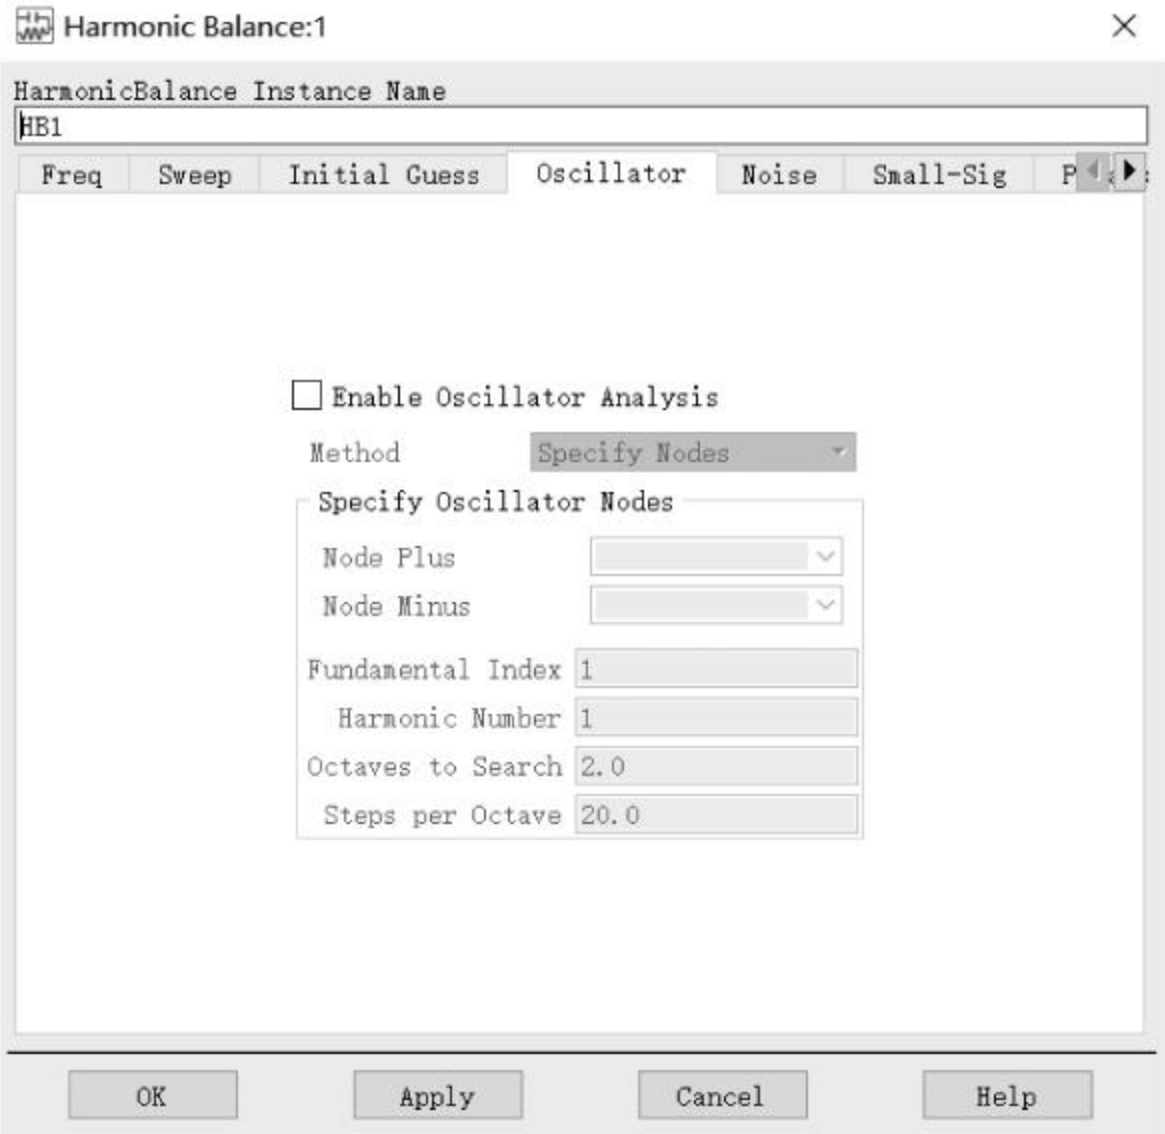 Harmonic Balance:1
HarmonicBalance Instance Name
HB1
Freq Sweep Initial Guess Oscillator Noise Small-Sig
Enable Oscillator Analysis
Method Specify Nodes
Specify Oscillator Nodes
Node Plus
Node Minus
Fundamental Index 1
Harmonic Number 1
Octaves to Search 2.0
Steps per Octave 20.0
OK Apply Cancel Help